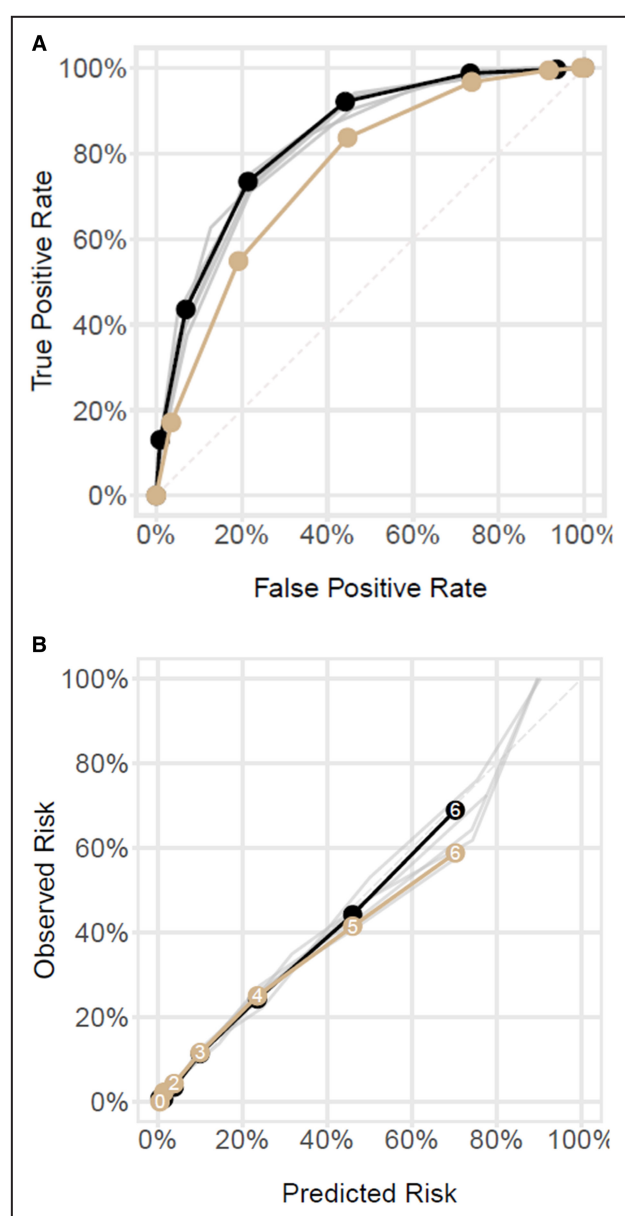 A
100%
80%
60%
40%
20%
0%
True Positive Rate
0% 20% 40% 60% 80% 100%
False Positive Rate
B
100%
80%
60%
40%
20%
0%
Observed Risk
6
6
5
4
3
2
0
0% 20% 40% 60% 80% 100%
Predicted Risk